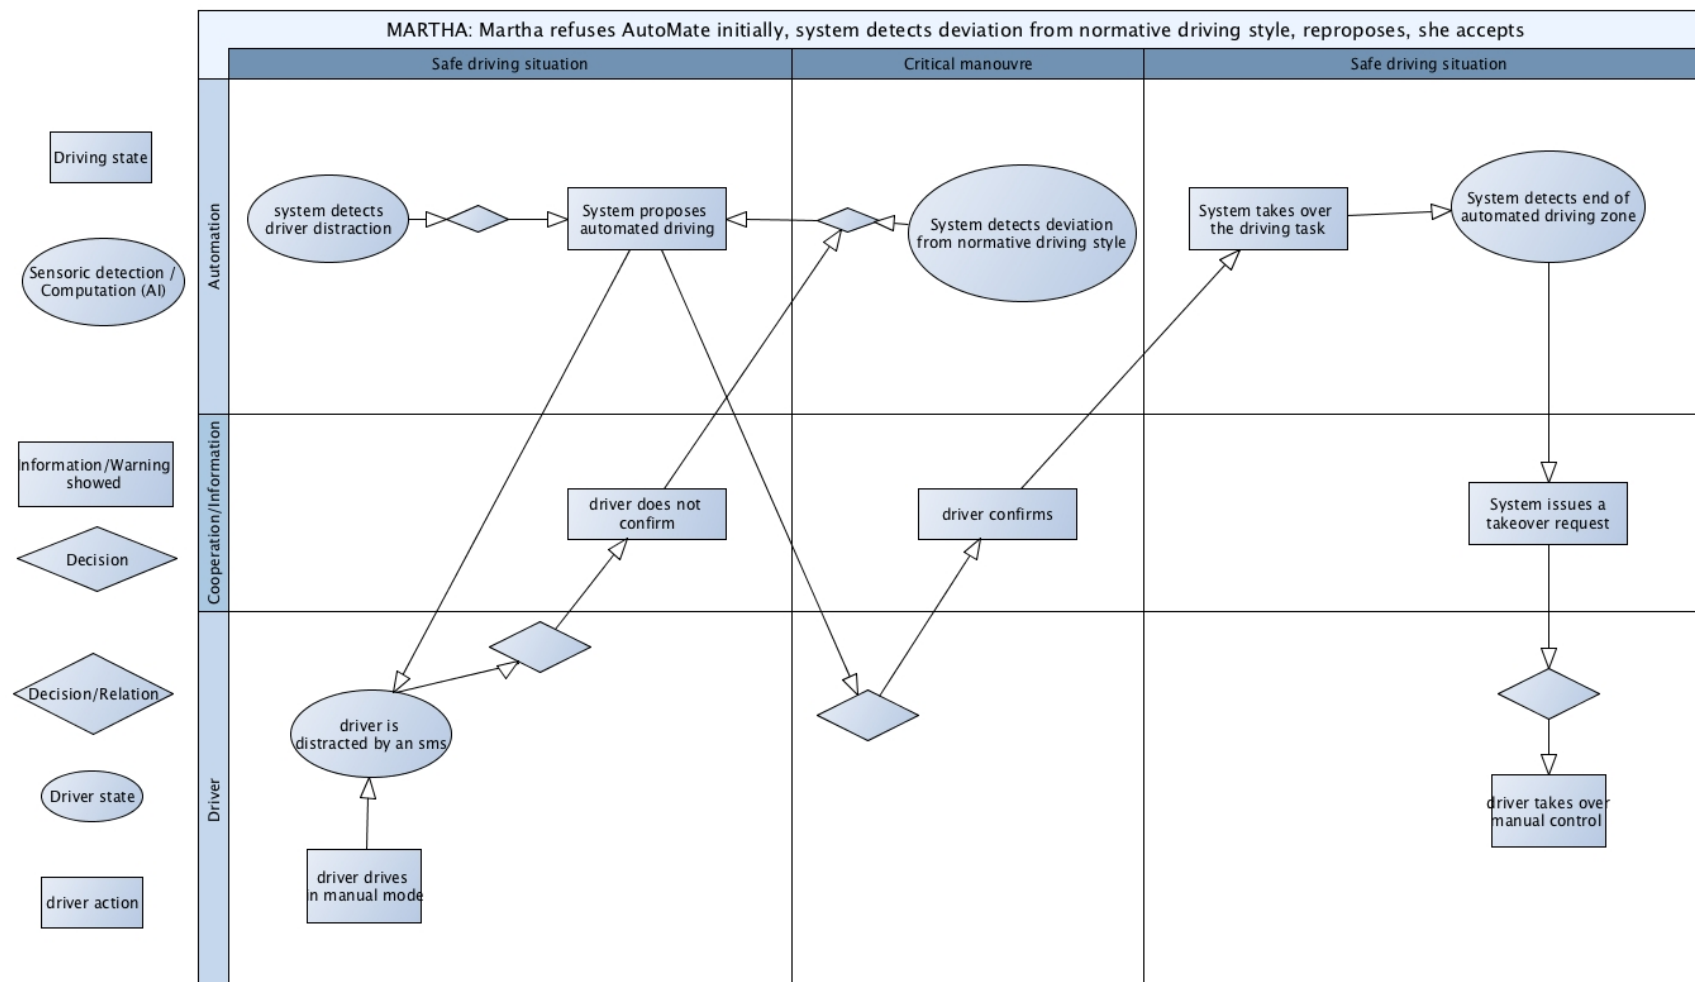 MARTHA: Martha refuses AutoMate initially, system detects deviation from normative driving style, reproposes, she accepts
Safe driving situation
Critical manouvre
Safe driving situation
Driving state
Sensoric detection /
Computation (AI)
Information/Warning
showed
Decision
Decision/Relation
Driver state
driver action
Automation
system detects
driver distraction
System proposes
automated driving
System detects deviation
from normative driving style
System takes over
the driving task
System detects end of
automated driving zone
Cooperation/Information
driver does not
confirm
driver confirms
System issues a
takeover request
Driver
driver is
distracted by an sms
driver drives
in manual mode
driver takes over
manual control